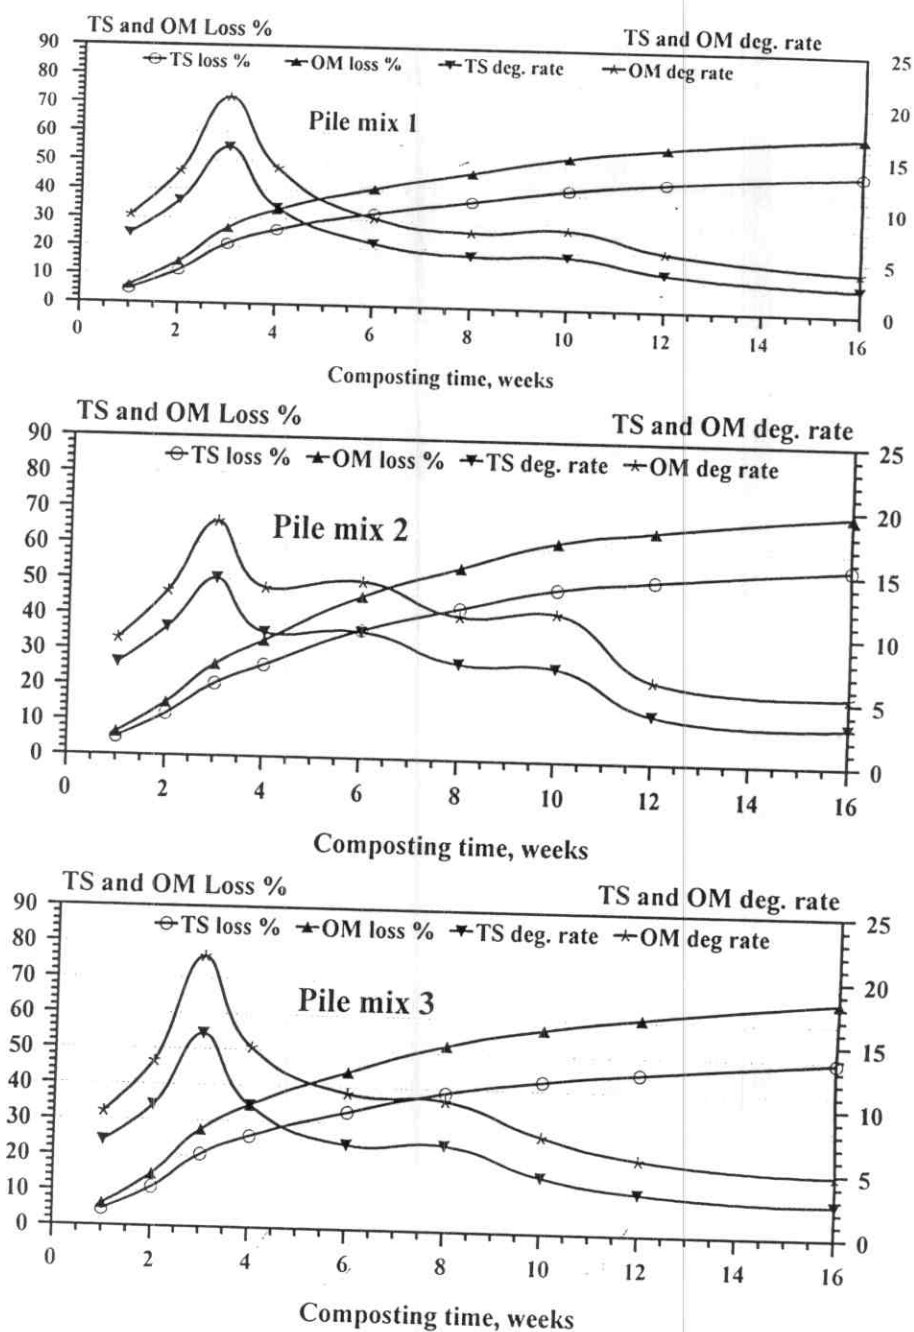 TS and OM Loss %
TS and OM deg. rate
TS loss % OM loss % TS deg. rate OM deg rate
Pile mix 1
90
80
70
60
50
40
30
20
10
0
25
20
15
10
5
0
0 2 4 6 8 10 12 14 16
Composting time, weeks
TS and OM Loss %
TS and OM deg. rate
TS loss % OM loss % TS deg. rate OM deg rate
Pile mix 2
90
80
70
60
50
40
30
20
10
0
25
20
15
10
5
0
0 2 4 6 8 10 12 14 16
Composting time, weeks
TS and OM Loss %
TS and OM deg. rate
TS loss % OM loss % TS deg. rate OM deg rate
Pile mix 3
90
80
70
60
50
40
30
20
10
0
25
20
15
10
5
0
0 2 4 6 8 10 12 14 16
Composting time, weeks